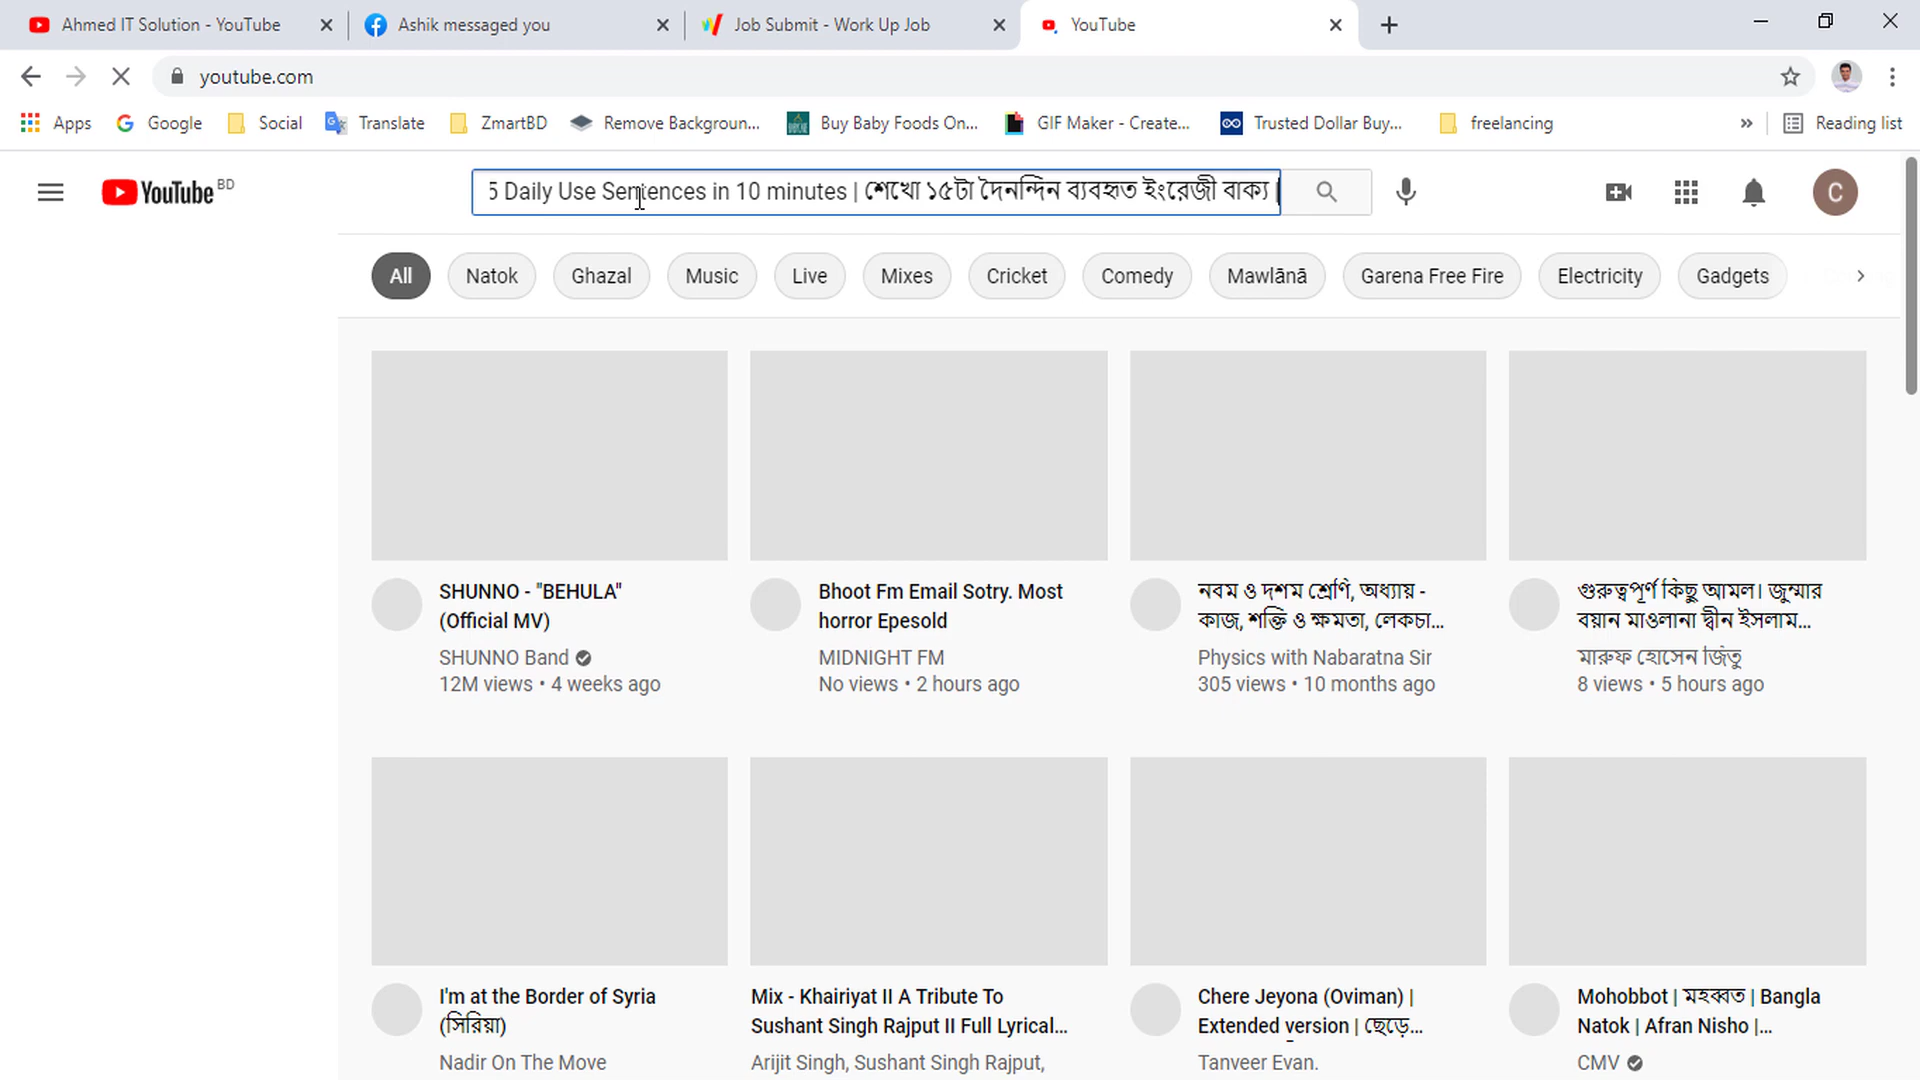 Ahmed IT Solution - YouTube
Ashik messaged you
Job Submit - Work Up Job
YouTube
youtube.com
Apps
Google
Social
Translate
ZmartBD
Remove Backgroun...
Buy Baby Foods On...
GIF Maker - Create...
Trusted Dollar Buy...
freelancing
»
Reading list
YouTube BD
5 Daily Use Sentences in 10 minutes | শেখো ১৫টা দৈনন্দিন ব্যবহৃত ইংরেজী বাক্য |
C
All
Natok
Ghazal
Music
Live
Mixes
Cricket
Comedy
Mawlānā
Garena Free Fire
Electricity
Gadgets
SHUNNO - "BEHULA"
(Official MV)
SHUNNO Band
12M views • 4 weeks ago
Bhoot Fm Email Sotry. Most
horror Epesold
MIDNIGHT FM
No views • 2 hours ago
নবম ও দশম শ্রেণি, অধ্যায় -
কাজ, শক্তি ও ক্ষমতা, লেকচা...
Physics with Nabaratna Sir
305 views • 10 months ago
গুরুত্বপূর্ণ কিছু আমল। জুম্মার
বয়ান মাওলানা দ্বীন ইসলাম...
মারুফ হোসেন জিতু
8 views • 5 hours ago
I'm at the Border of Syria
(সিরিয়া)
Nadir On The Move
Mix - Khairiyat II A Tribute To
Sushant Singh Rajput II Full Lyrical...
Arijit Singh, Sushant Singh Rajput,
Chere Jeyona (Oviman) |
Extended version | ছেড়ে...
Tanveer Evan.
Mohobbot | মহব্বত | Bangla
Natok | Afran Nisho |...
CMV